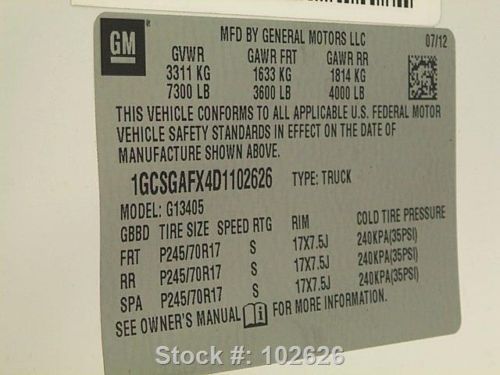 GM
MFD BY GENERAL MOTORS LLC 07/12
GVWR GAWR FRT GAWR RR
3311 KG 1633 KG 1814 KG
7300 LB 3600 LB 4000 LB
THIS VEHICLE CONFORMS TO ALL APPLICABLE U.S. FEDERAL MOTOR
VEHICLE SAFETY STANDARDS IN EFFECT ON THE DATE OF
MANUFACTURE SHOWN ABOVE.
1GCSGAFX4D1102626 TYPE: TRUCK
MODEL: G13405
GBBD TIRE SIZE SPEED RTG RIM COLD TIRE PRESSURE
FRT P245/70R17 S 17X7.5J 240KPA(35PSI)
RR P245/70R17 S 17X7.5J 240KPA(35PSI)
SPA P245/70R17 S 17X7.5J 240KPA(35PSI)
SEE OWNER'S MANUAL FOR MORE INFORMATION.
Stock #: 102626